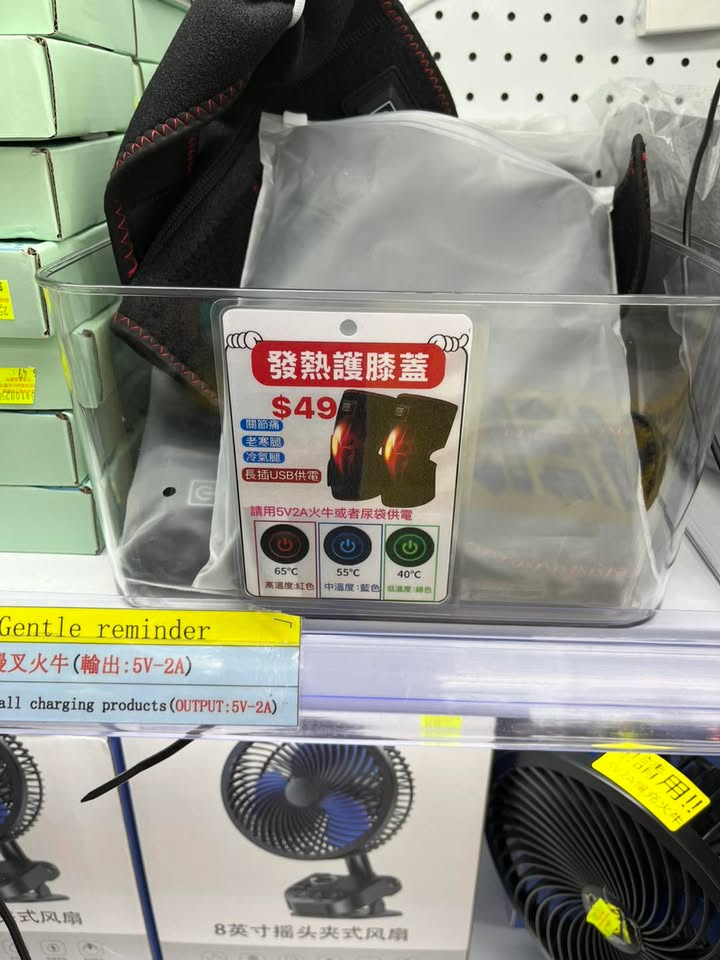 發熱護膝蓋
$49
關節痛
老寒腿
冷氣腿
長插USB供電
請用5V2A火牛或者尿袋供電
65°C
55°C
40°C
高溫度:紅色
中溫度:藍色
低溫度:綠色
Gentle reminder
叉火牛(輸出:5V-2A)
all charging products(OUTPUT:5V-2A)
請用!!
式风扇
8英寸摇头夹式风扇